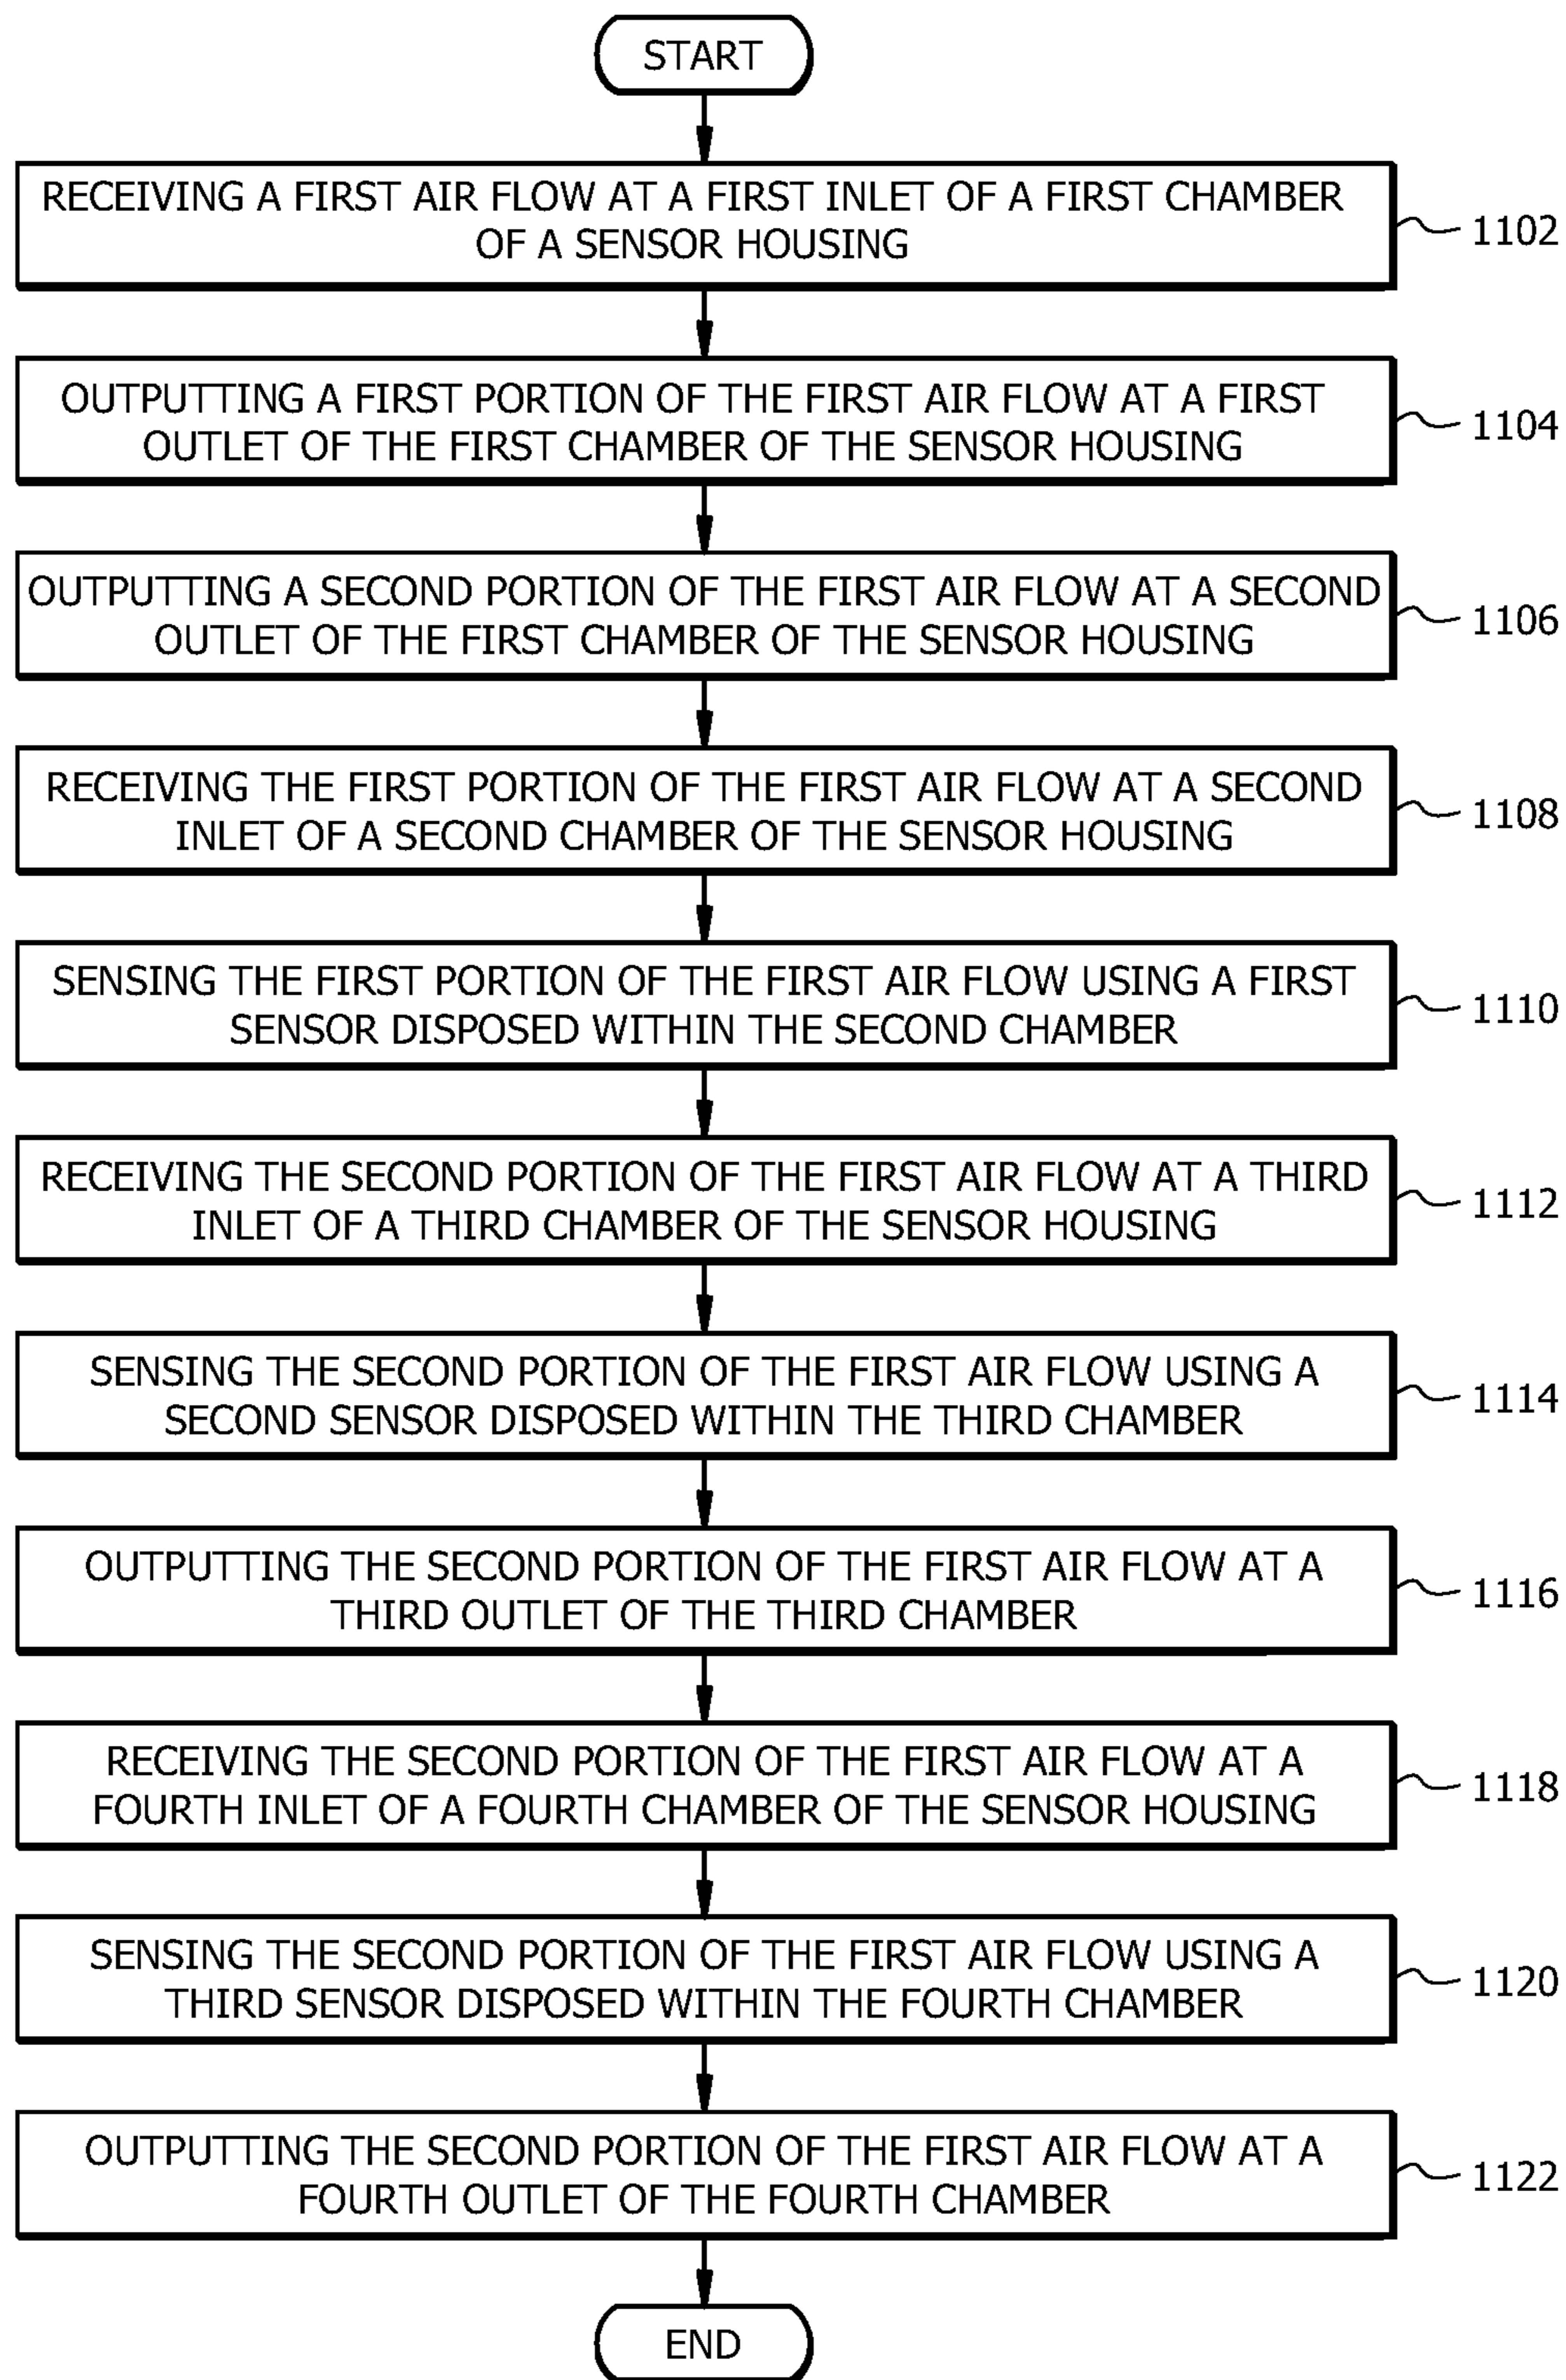 START
RECEIVING A FIRST AIR FLOW AT A FIRST INLET OF A FIRST CHAMBER
OF A SENSOR HOUSING
1102
OUTPUTTING A FIRST PORTION OF THE FIRST AIR FLOW AT A FIRST
OUTLET OF THE FIRST CHAMBER OF THE SENSOR HOUSING
1104
OUTPUTTING A SECOND PORTION OF THE FIRST AIR FLOW AT A SECOND
OUTLET OF THE FIRST CHAMBER OF THE SENSOR HOUSING
1106
RECEIVING THE FIRST PORTION OF THE FIRST AIR FLOW AT A SECOND
INLET OF A SECOND CHAMBER OF THE SENSOR HOUSING
1108
SENSING THE FIRST PORTION OF THE FIRST AIR FLOW USING A FIRST
SENSOR DISPOSED WITHIN THE SECOND CHAMBER
1110
RECEIVING THE SECOND PORTION OF THE FIRST AIR FLOW AT A THIRD
INLET OF A THIRD CHAMBER OF THE SENSOR HOUSING
1112
SENSING THE SECOND PORTION OF THE FIRST AIR FLOW USING A
SECOND SENSOR DISPOSED WITHIN THE THIRD CHAMBER
1114
OUTPUTTING THE SECOND PORTION OF THE FIRST AIR FLOW AT A
THIRD OUTLET OF THE THIRD CHAMBER
1116
RECEIVING THE SECOND PORTION OF THE FIRST AIR FLOW AT A
FOURTH INLET OF A FOURTH CHAMBER OF THE SENSOR HOUSING
1118
SENSING THE SECOND PORTION OF THE FIRST AIR FLOW USING A
THIRD SENSOR DISPOSED WITHIN THE FOURTH CHAMBER
1120
OUTPUTTING THE SECOND PORTION OF THE FIRST AIR FLOW AT A
FOURTH OUTLET OF THE FOURTH CHAMBER
1122
END